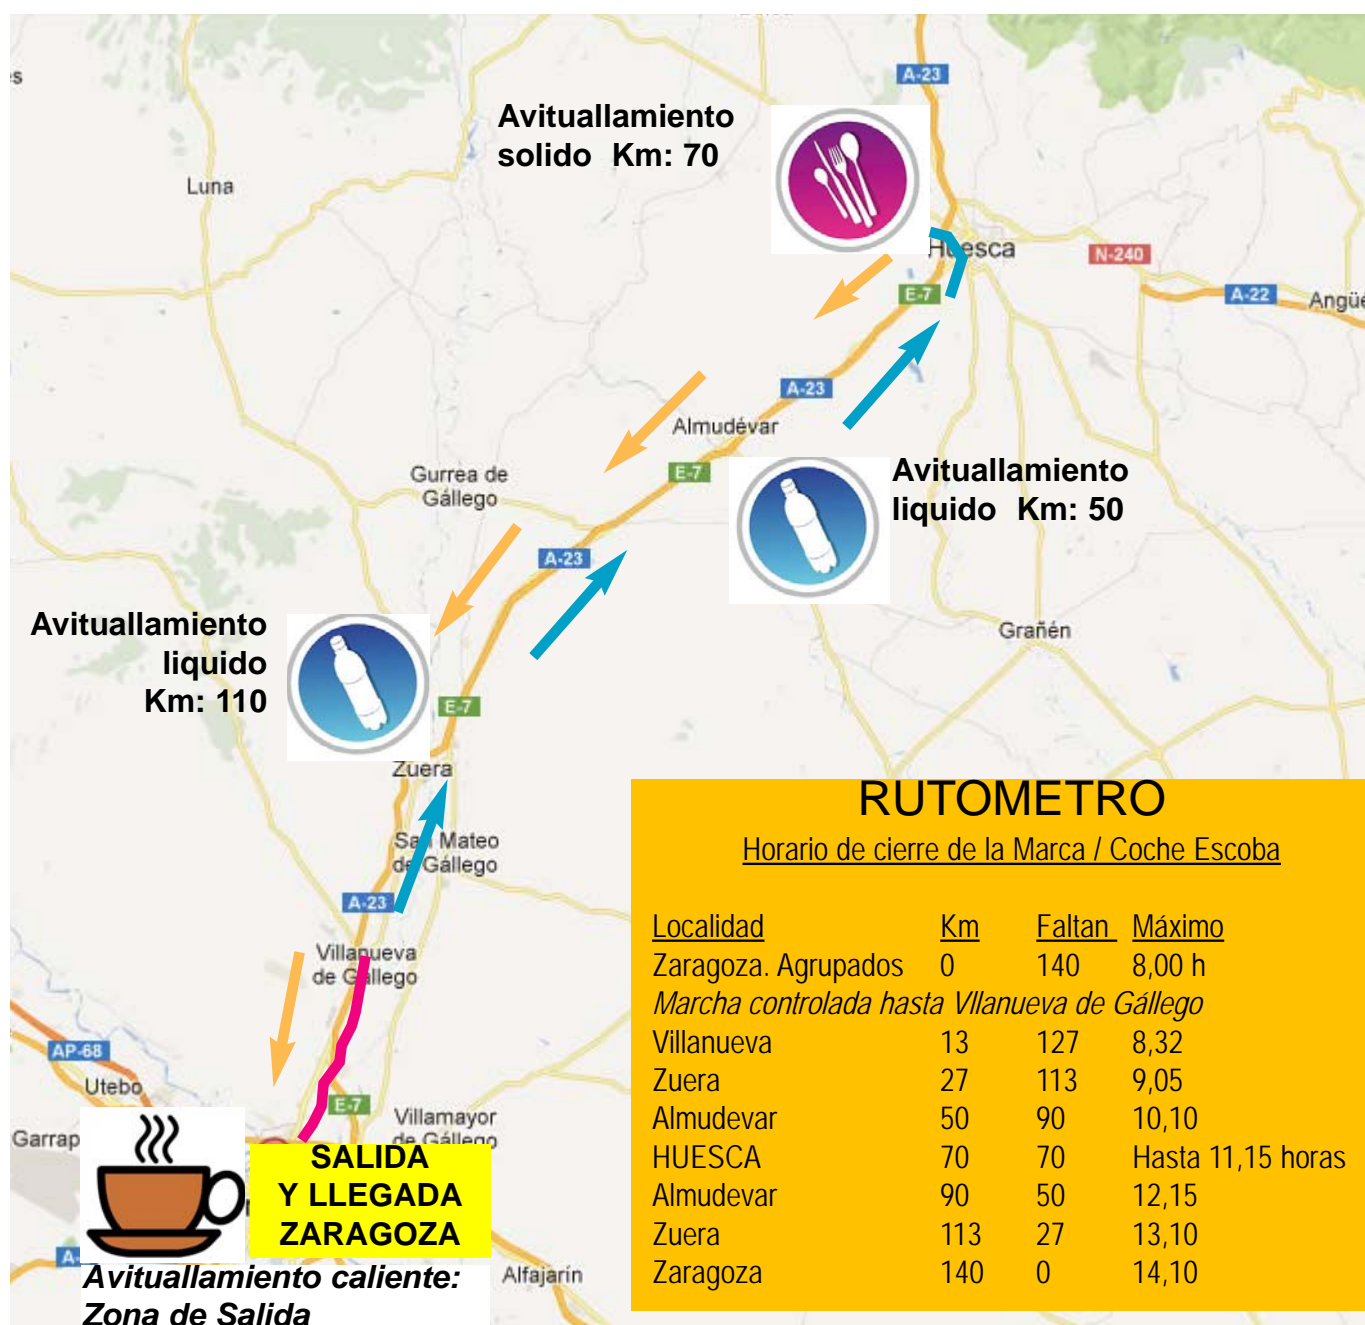 A-23
Avituallamiento
solido  Km: 70
Luna
Huesca
N-240
E-7
A-22
A-23
Almudévar
Gurrea de
Gállego
E-7
Avituallamiento
liquido  Km: 50
A-23
Avituallamiento
liquido
Km: 110
Grañén
E-7
Zuera
San Mateo
de Gállego
A-23
Villanueva
de Gállego
AP-68
Utebo
E-7
Villamayor
de Gállego
SALIDA
Y LLEGADA
ZARAGOZA
Avituallamiento caliente:
Zona de Salida
Alfajarín
RUTOMETRO
Horario de cierre de la Marca / Coche Escoba
Localidad Km Faltan Máximo
Zaragoza. Agrupados 0 140 8,00 h
Marcha controlada hasta Vllanueva de Gállego
Villanueva 13 127 8,32
Zuera 27 113 9,05
Almudevar 50 90 10,10
HUESCA 70 70 Hasta 11,15 horas
Almudevar 90 50 12,15
Zuera 113 27 13,10
Zaragoza 140 0 14,10